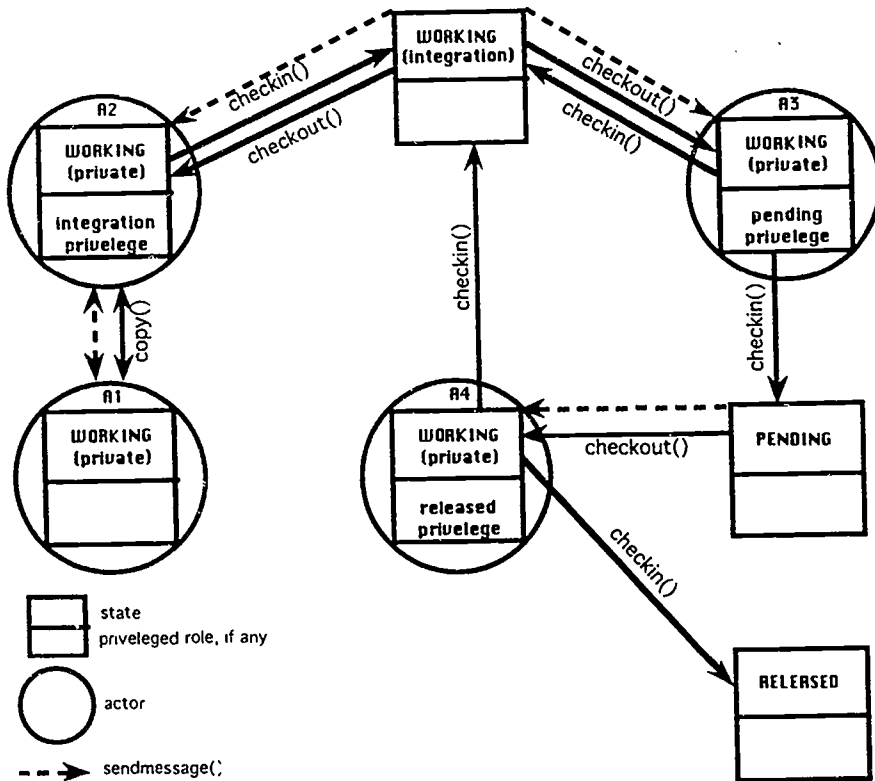 WORKING
(integration)
checkin()
checkout()
checkout()
checkin()
A2
WORKING
(private)
integration
privelege
A3
WORKING
(private)
pending
privelege
checkin()
copy()
checkin()
A1
WORKING
(private)
A4
WORKING
(private)
released
privelege
checkout()
PENDING
checkin()
state
priveleged role, if any
actor
RELEASED
sendmessage()